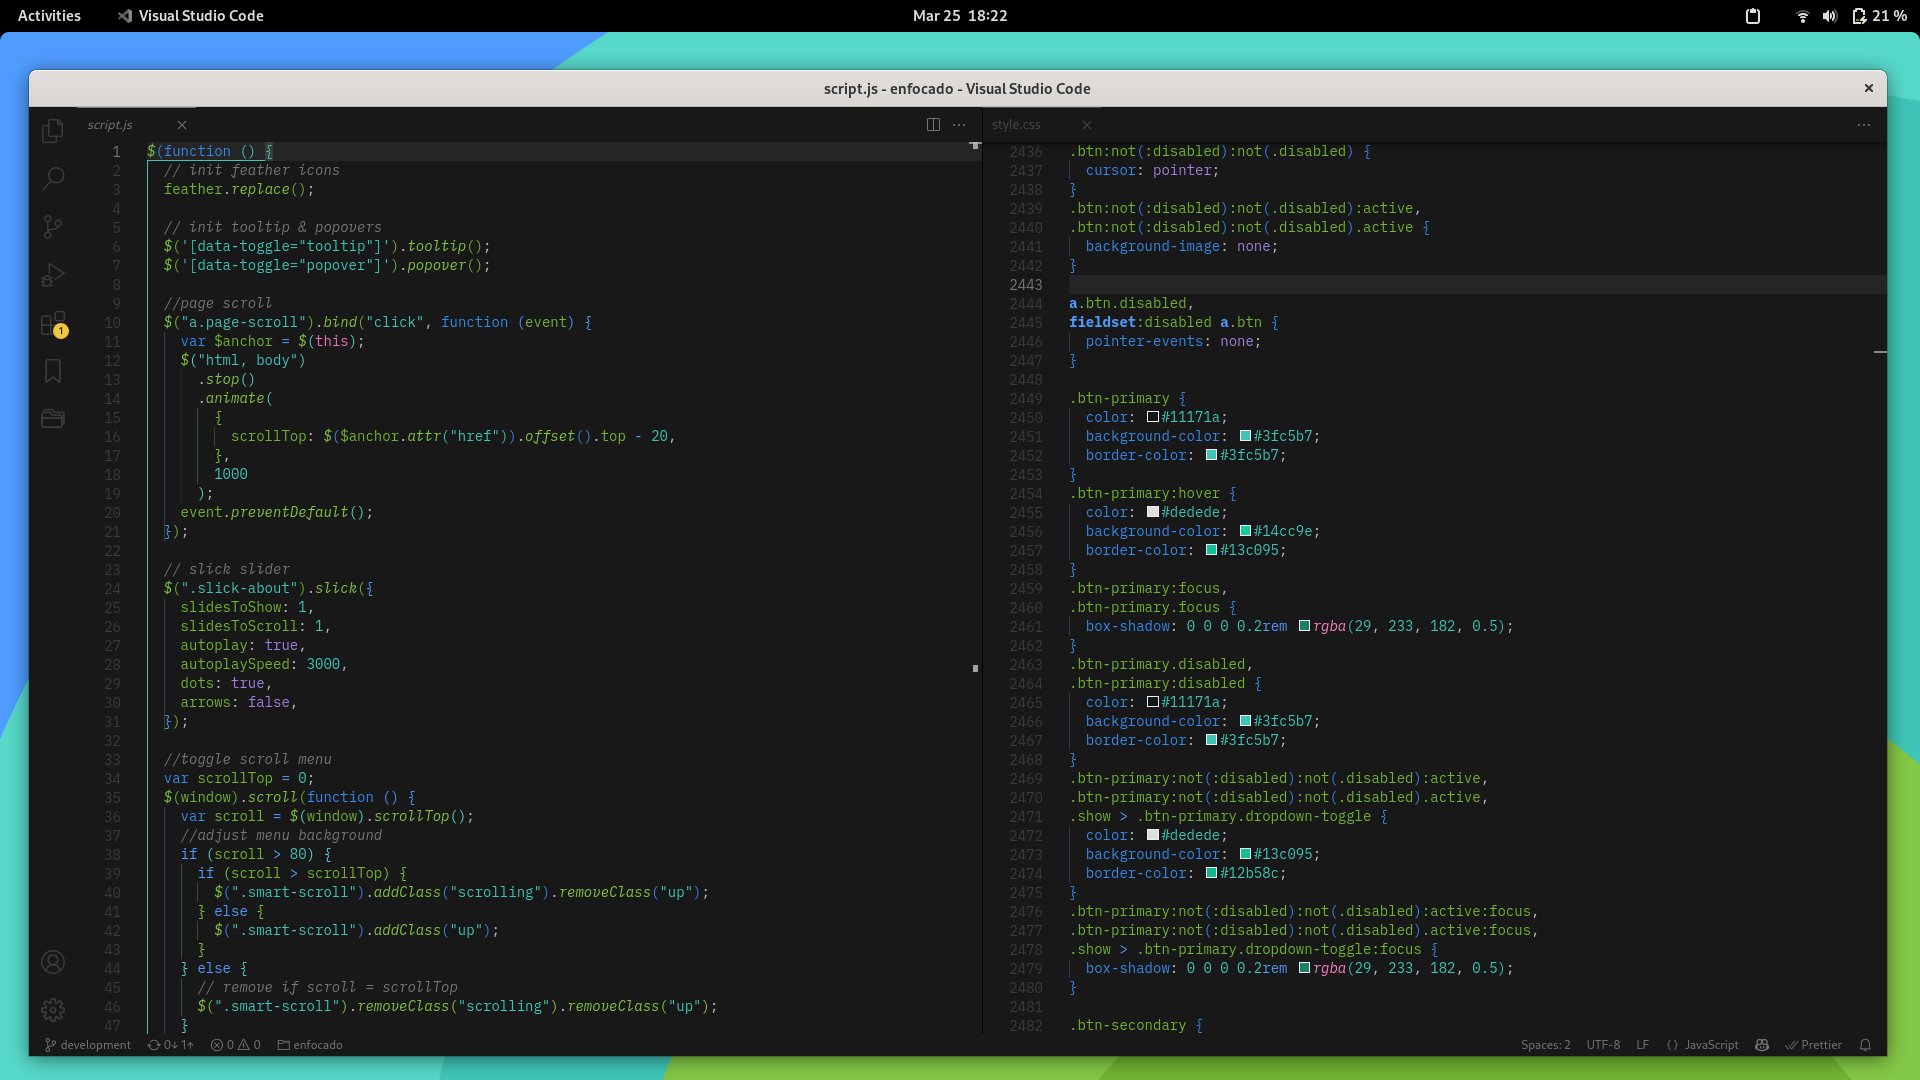 Activities
Visual Studio Code
Mar 25 18:22
21 %
script.js - enfocado - Visual Studio Code
script.js
1 $(function () {
2 // init feather icons
3 feather.replace();
4
5 // init tooltip & popovers
6 $('[data-toggle="tooltip"]').tooltip();
7 $('[data-toggle="popover"]').popover();
8
9 //page scroll
10 $("a.page-scroll").bind("click", function (event) {
11 var $anchor = $(this);
12 $("html, body")
13 .stop()
14 .animate(
15 {
16 scrollTop: $($anchor.attr("href")).offset().top - 20,
17 },
18 1000
19 );
20 event.preventDefault();
21 });
22
23 // slick slider
24 $(".slick-about").slick({
25 slidesToShow: 1,
26 slidesToScroll: 1,
27 autoplay: true,
28 autoplaySpeed: 3000,
29 dots: true,
30 arrows: false,
31 });
32
33 //toggle scroll menu
34 var scrollTop = 0;
35 $(window).scroll(function () {
36 var scroll = $(window).scrollTop();
37 //adjust menu background
38 if (scroll > 80) {
39 if (scroll > scrollTop) {
40 $(".smart-scroll").addClass("scrolling").removeClass("up");
41 } else {
42 $(".smart-scroll").addClass("up");
43 }
44 } else {
45 // remove if scroll = scrollTop
46 $(".smart-scroll").removeClass("scrolling").removeClass("up");
47 }
1
style.css
2436 .btn:not(:disabled):not(.disabled) {
2437 cursor: pointer;
2438 }
2439 .btn:not(:disabled):not(.disabled):active,
2440 .btn:not(:disabled):not(.disabled).active {
2441 background-image: none;
2442 }
2443
2444 a.btn.disabled,
2445 fieldset:disabled a.btn {
2446 pointer-events: none;
2447 }
2448
2449 .btn-primary {
2450 color: #11171a;
2451 background-color: #3fc5b7;
2452 border-color: #3fc5b7;
2453 }
2454 .btn-primary:hover {
2455 color: #dedede;
2456 background-color: #14cc9e;
2457 border-color: #13c095;
2458 }
2459 .btn-primary:focus,
2460 .btn-primary.focus {
2461 box-shadow: 0 0 0 0.2rem rgba(29, 233, 182, 0.5);
2462 }
2463 .btn-primary.disabled,
2464 .btn-primary:disabled {
2465 color: #11171a;
2466 background-color: #3fc5b7;
2467 border-color: #3fc5b7;
2468 }
2469 .btn-primary:not(:disabled):not(.disabled):active,
2470 .btn-primary:not(:disabled):not(.disabled).active,
2471 .show > .btn-primary.dropdown-toggle {
2472 color: #dedede;
2473 background-color: #13c095;
2474 border-color: #12b58c;
2475 }
2476 .btn-primary:not(:disabled):not(.disabled):active:focus,
2477 .btn-primary:not(:disabled):not(.disabled).active:focus,
2478 .show > .btn-primary.dropdown-toggle:focus {
2479 box-shadow: 0 0 0 0.2rem rgba(29, 233, 182, 0.5);
2480 }
2481
2482 .btn-secondary {
development 0↓ 1↑ 0 0 enfocado
Spaces: 2 UTF-8 LF {} JavaScript Prettier